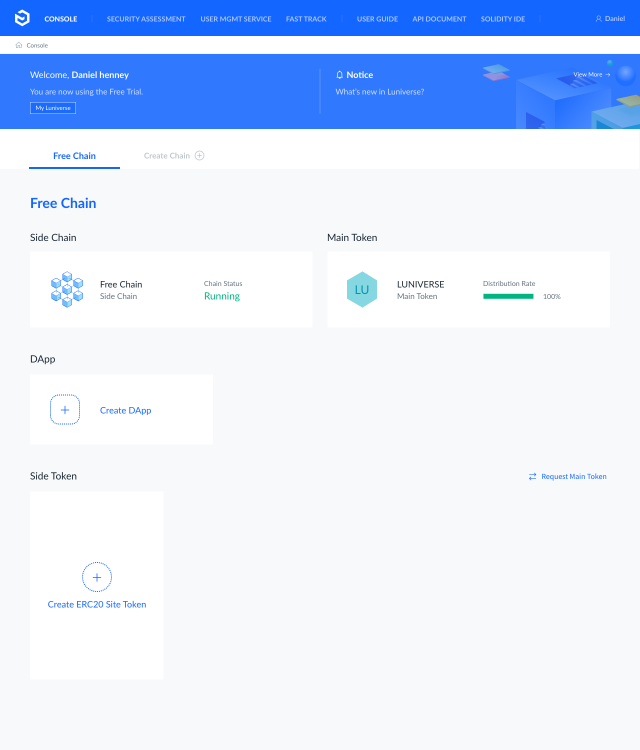 CONSOLE SECURITY ASSESSMENT USER MGMT SERVICE FAST TRACK USER GUIDE API DOCUMENT SOLIDITY IDE Daniel
Console
Welcome, Daniel henney
You are now using the Free Trial.
My Luniverse
Notice
View More →
What's new in Luniverse?
Free Chain
Create Chain
Free Chain
Side Chain
Free Chain
Side Chain
Chain Status
Running
Main Token
LU
LUNIVERSE
Main Token
Distribution Rate
100%
DApp
Create DApp
Side Token
Request Main Token
Create ERC20 Site Token